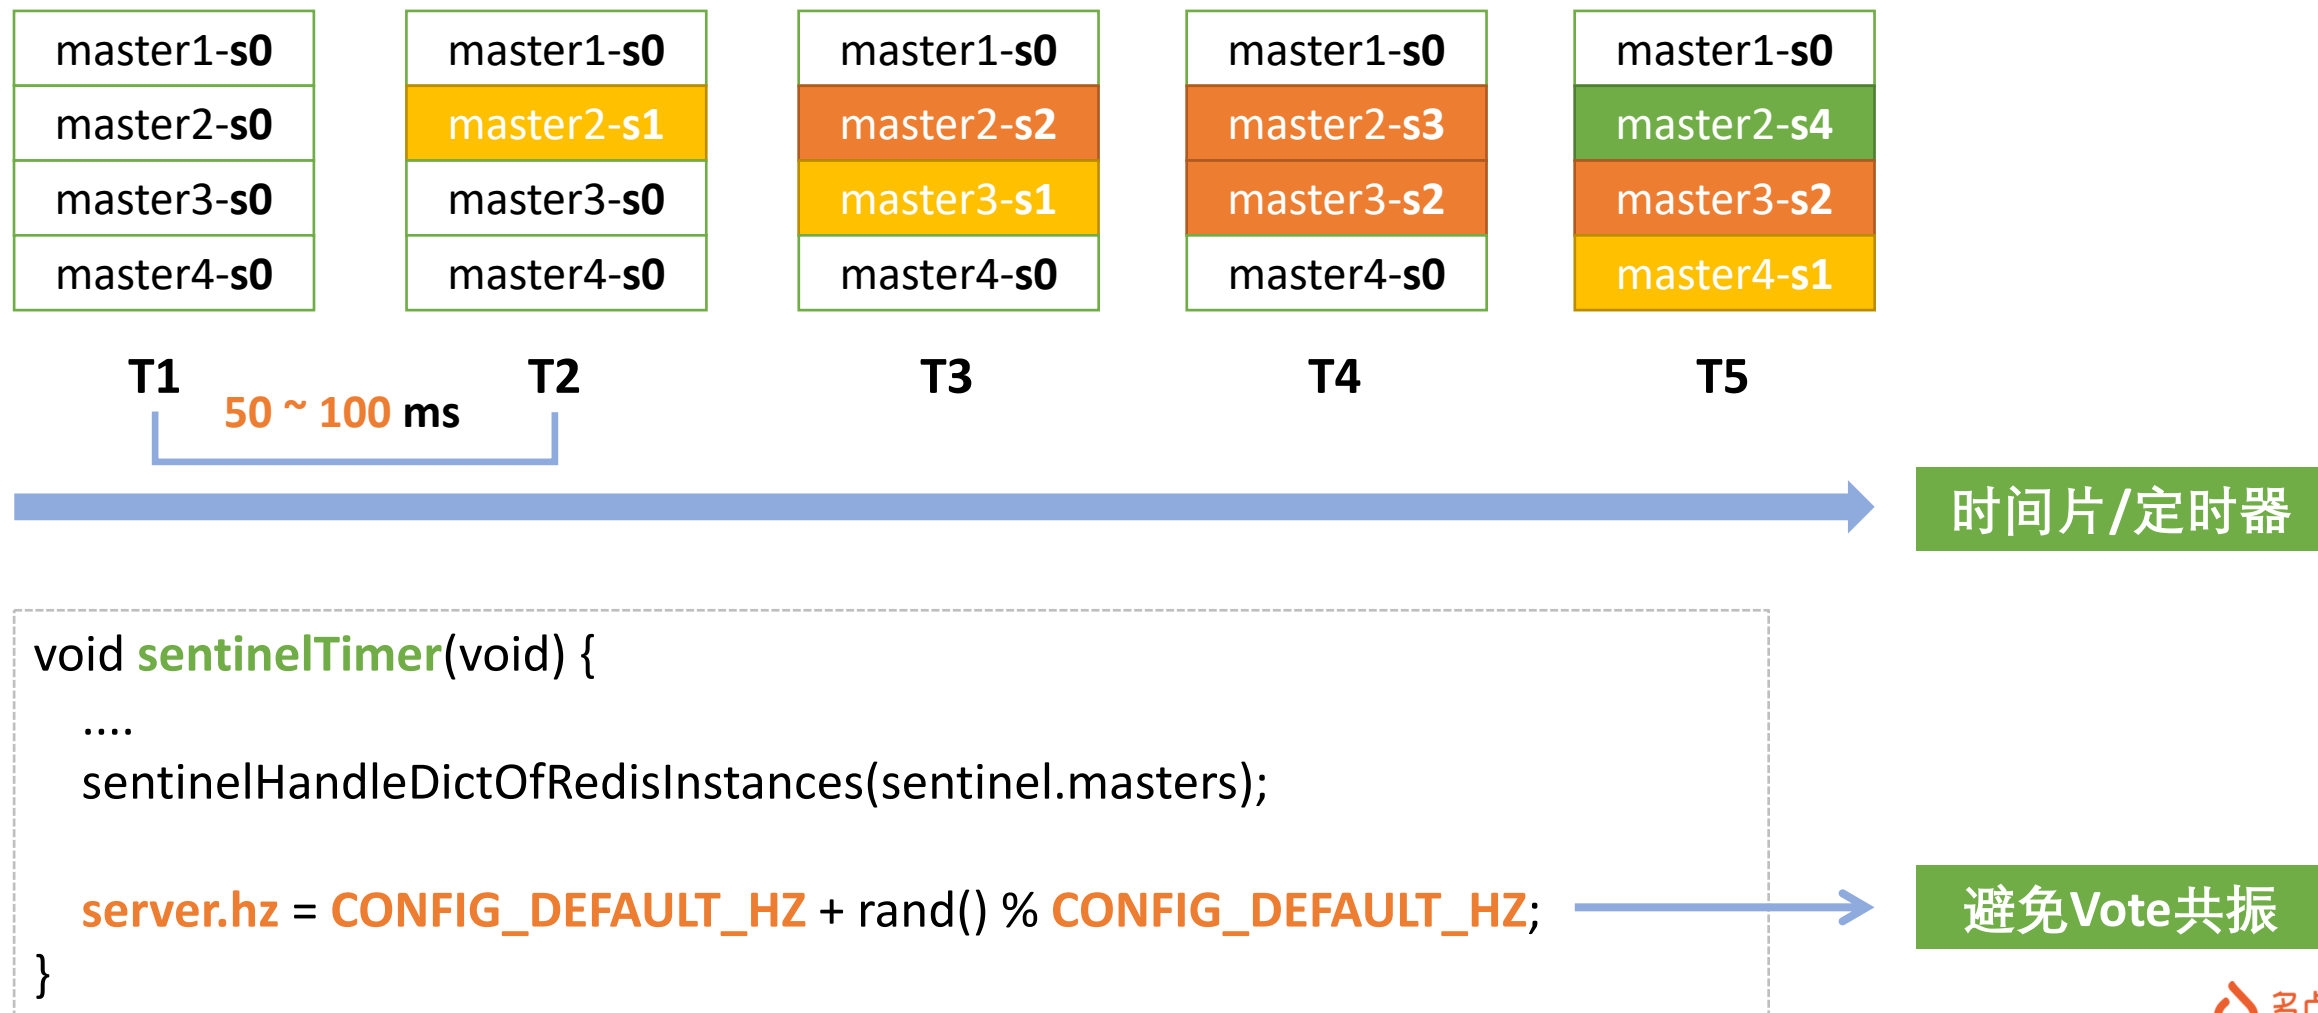 master1-s0
master2-s0
master3-s0
master4-s0
T1
master1-s0
master2-s1
master3-s0
master4-s0
T2
50 ~ 100 ms
master1-s0
master2-s2
master3-s1
master4-s0
T3
master1-s0
master2-s3
master3-s2
master4-s0
T4
master1-s0
master2-s4
master3-s2
master4-s1
T5
时间片/定时器
void sentinelTimer(void) {
....
sentinelHandleDictOfRedisInstances(sentinel.masters);
server.hz = CONFIG_DEFAULT_HZ + rand() % CONFIG_DEFAULT_HZ;
}
避免Vote共振